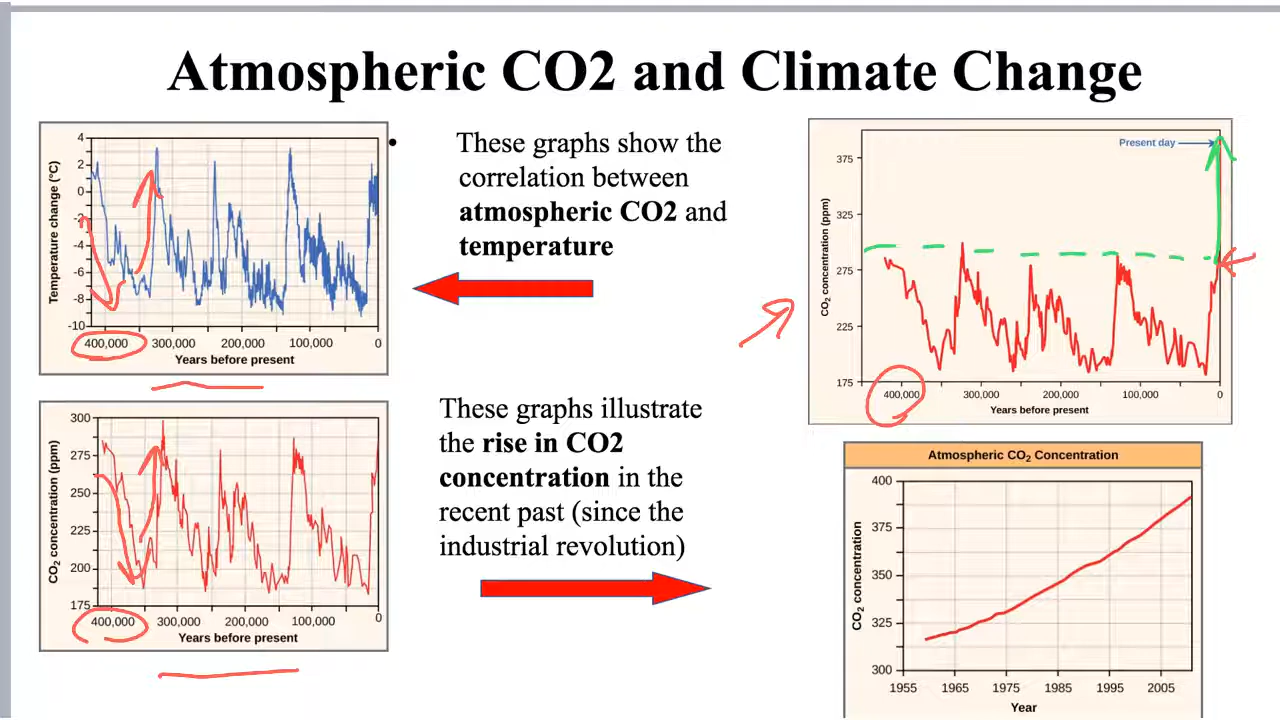 Atmospheric CO2 and Climate Change
Temperature change (°C)
4
2
0
-2
-4
-6
-8
-10
400,000
300,000
200,000
100,000
0
Years before present
• These graphs show the
correlation between
atmospheric CO2 and
temperature
CO₂ concentration (ppm)
300
275
250
225
200
175
400,000
300,000
200,000
100,000
0
Years before present
These graphs illustrate
the rise in CO2
concentration in the
recent past (since the
industrial revolution)
Present day
CO₂ concentration (ppm)
375
325
275
225
175
400,000
300,000
200,000
100,000
0
Years before present
Atmospheric CO₂ Concentration
CO₂ concentration
400
375
350
325
300
1955
1965
1975
1985
1995
2005
Year